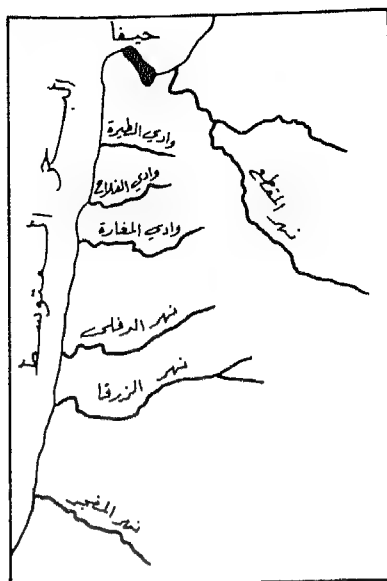 حيفا
البحر المتوسط
وادي الطيرة
وادي الفلاح
وادي المغارة
نهر المقطع
نهر الدفلى
نهر الزرقا
نهر المفجر